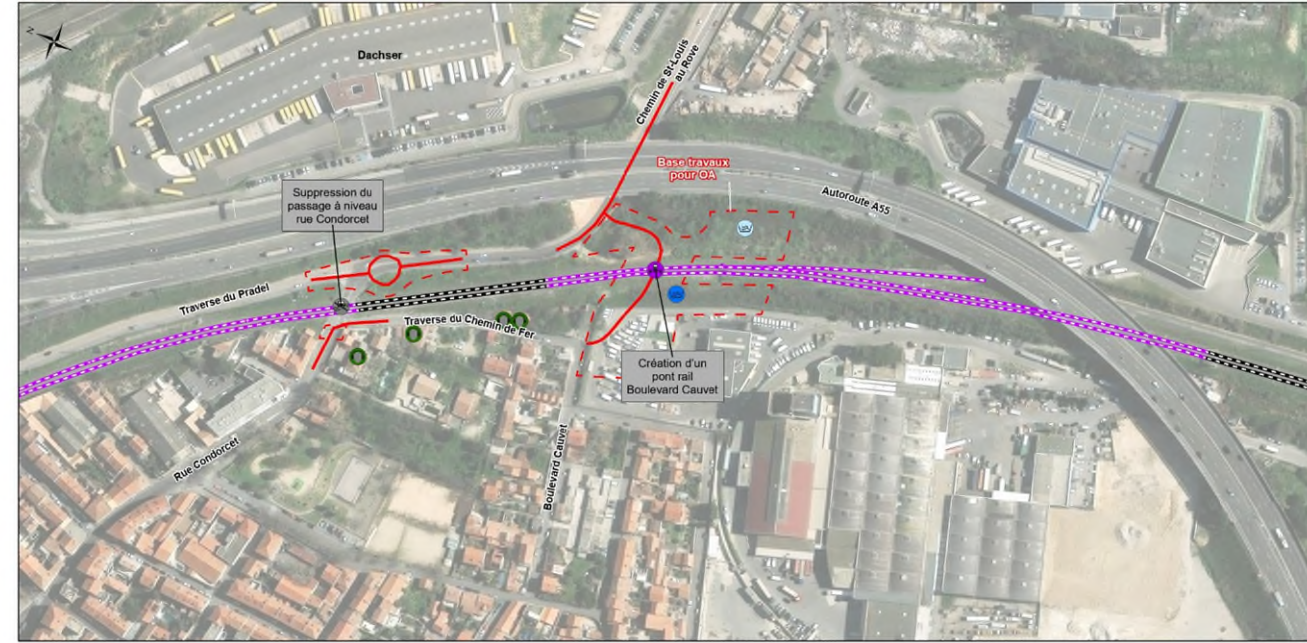 N
Dachser
Chemin de St-Louis
au Rove
Base travaux
pour OA
Autoroute A55
Suppression du
passage à niveau
rue Condorcet
Traverse du Pradel
Traverse du Chemin de Fer
Création d'un
pont rail
Boulevard Cauvet
Rue Condorcet
Boulevard Cauvet